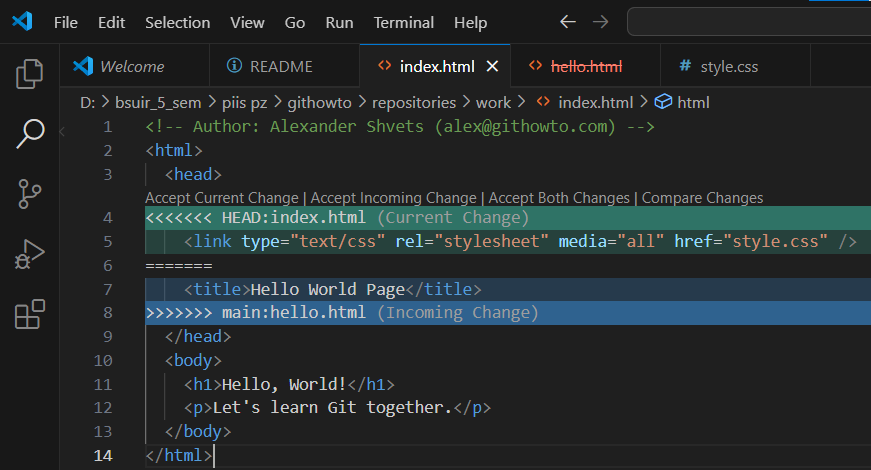 File Edit Selection View Go Run Terminal Help
Welcome README index.html hello.html style.css
D: > bsuir_5_sem > piis pz > githowto > repositories > work > index.html > html
1 <!-- Author: Alexander Shvets (alex@githowto.com) -->
2 <html>
3 <head>
Accept Current Change | Accept Incoming Change | Accept Both Changes | Compare Changes
4 <<<<<<< HEAD:index.html (Current Change)
5 <link type="text/css" rel="stylesheet" media="all" href="style.css" />
6 =======
7 <title>Hello World Page</title>
8 >>>>>>> main:hello.html (Incoming Change)
9 </head>
10 <body>
11 <h1>Hello, World!</h1>
12 <p>Let's learn Git together.</p>
13 </body>
14 </html>